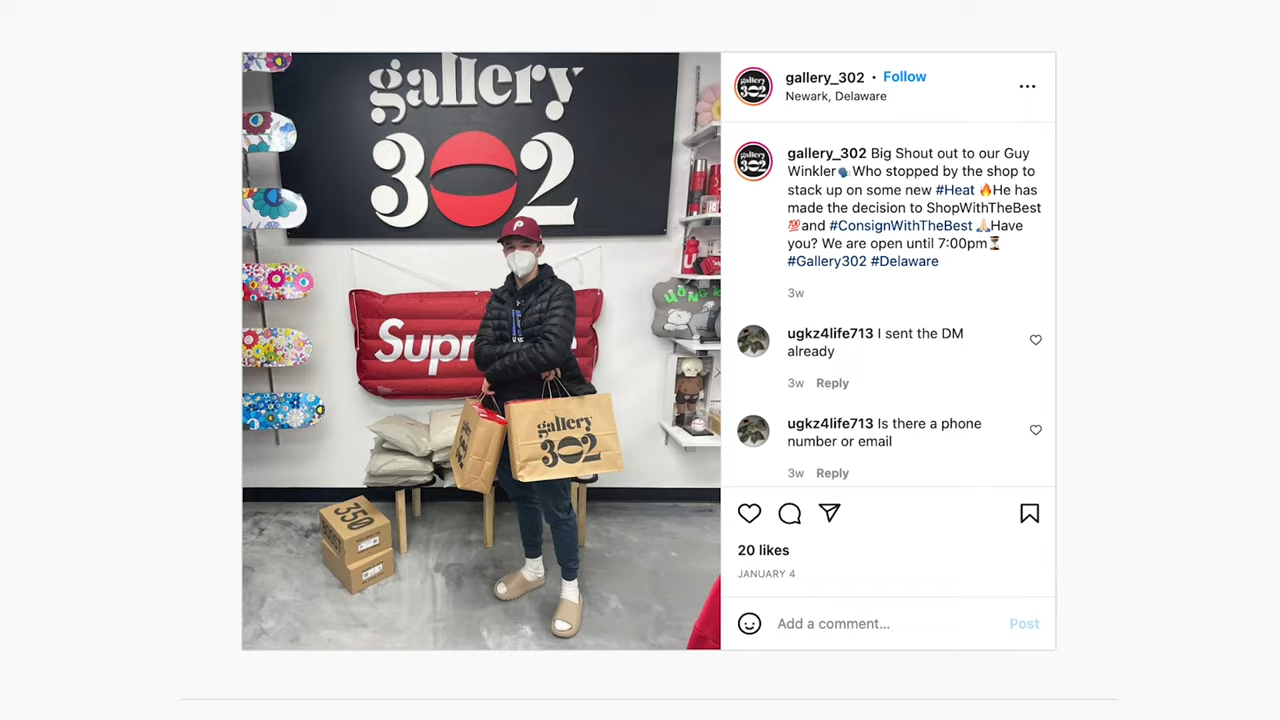 gallery
302
P
Supr
gallery
302
350
gallery_302 • Follow
Newark, Delaware
gallery_302 Big Shout out to our Guy
Winkler🗣Who stopped by the shop to
stack up on some new #Heat 🔥He has
made the decision to ShopWithTheBest
💯and #ConsignWithTheBest 🙏🏻Have
you? We are open until 7:00pm⏳
#Gallery302 #Delaware
3w
ugkz4life713 I sent the DM
already
3w Reply
ugkz4life713 Is there a phone
number or email
3w Reply
20 likes
JANUARY 4
Add a comment... Post